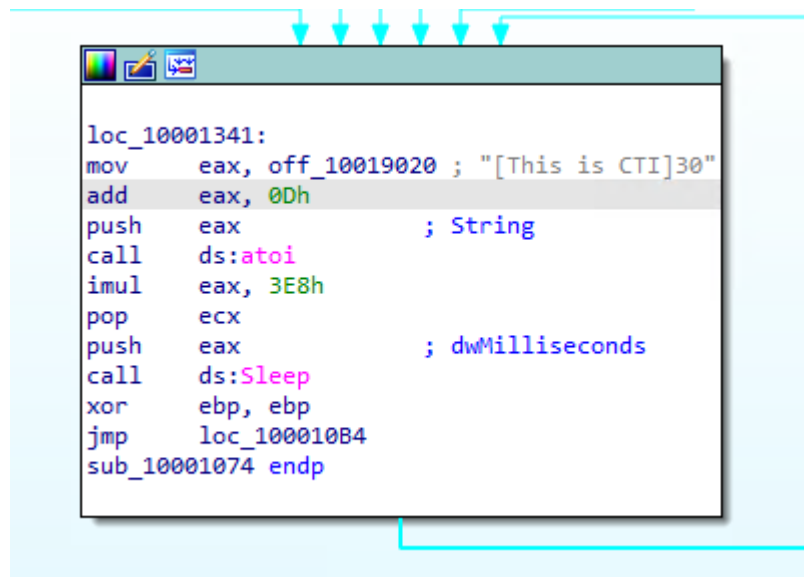 loc_10001341:
mov eax, off_10019020 ; "[This is CTI]30"
add eax, 0Dh
push eax ; String
call ds:atoi
imul eax, 3E8h
pop ecx
push eax ; dwMilliseconds
call ds:Sleep
xor ebp, ebp
jmp loc_100010B4
sub_10001074 endp